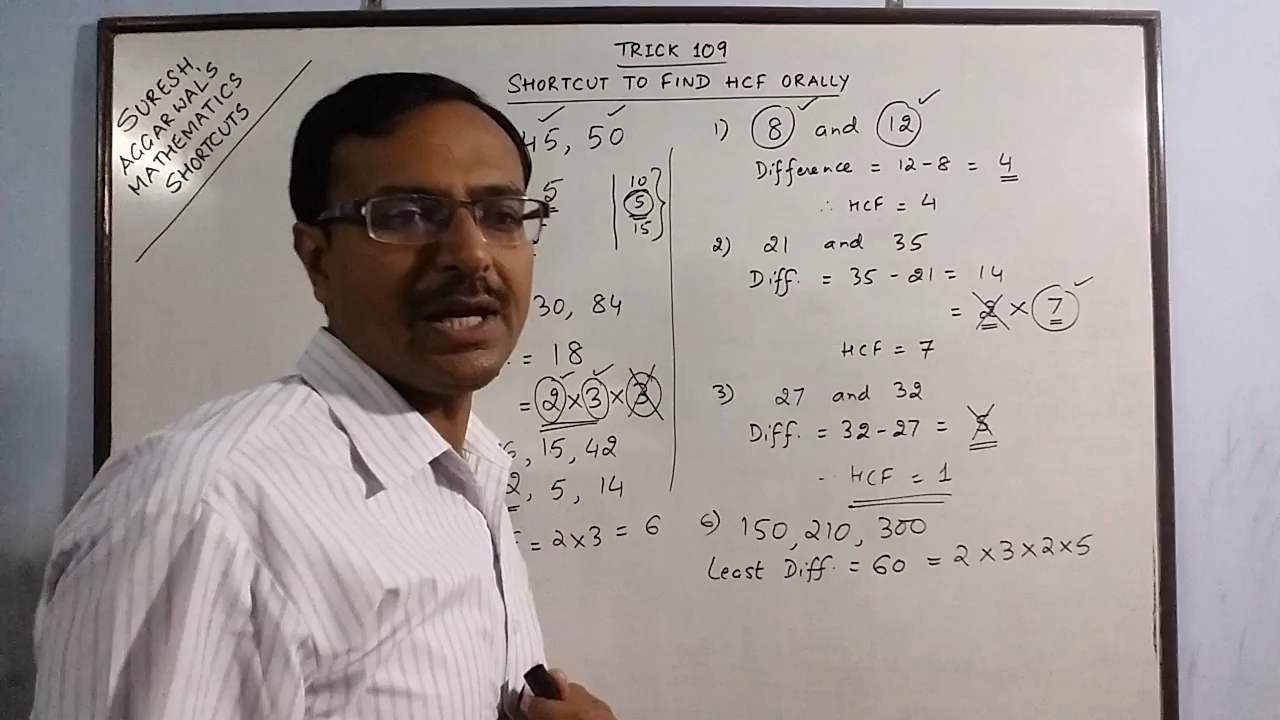 SURESH
AGGARWAL'S
MATHEMATICS
SHORTCUTS
TRICK 109
SHORTCUT TO FIND HCF ORALLY
45, 50
5
10
5
15
30, 84
= 18
= 2 × 3 × 3
, 15, 42
2, 5, 14
= 2×3 = 6
1) 8 and 12
Difference = 12-8 = 4
∴ HCF = 4
2) 21 and 35
Diff. = 35 - 21 = 14
= 2 × 7
HCF = 7
3) 27 and 32
Diff. = 32-27 = 5
HCF = 1
6) 150, 210, 300
Least Diff. = 60 = 2×3×2×5